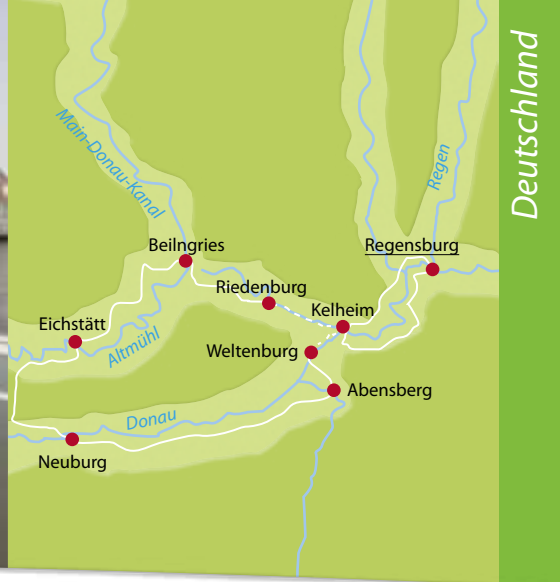 Deutschland
Main-Donau-Kanal
Regen
Beilngries
Regensburg
Riedenburg
Kelheim
Eichstätt
Altmühl
Weltenburg
Abensberg
Donau
Neuburg